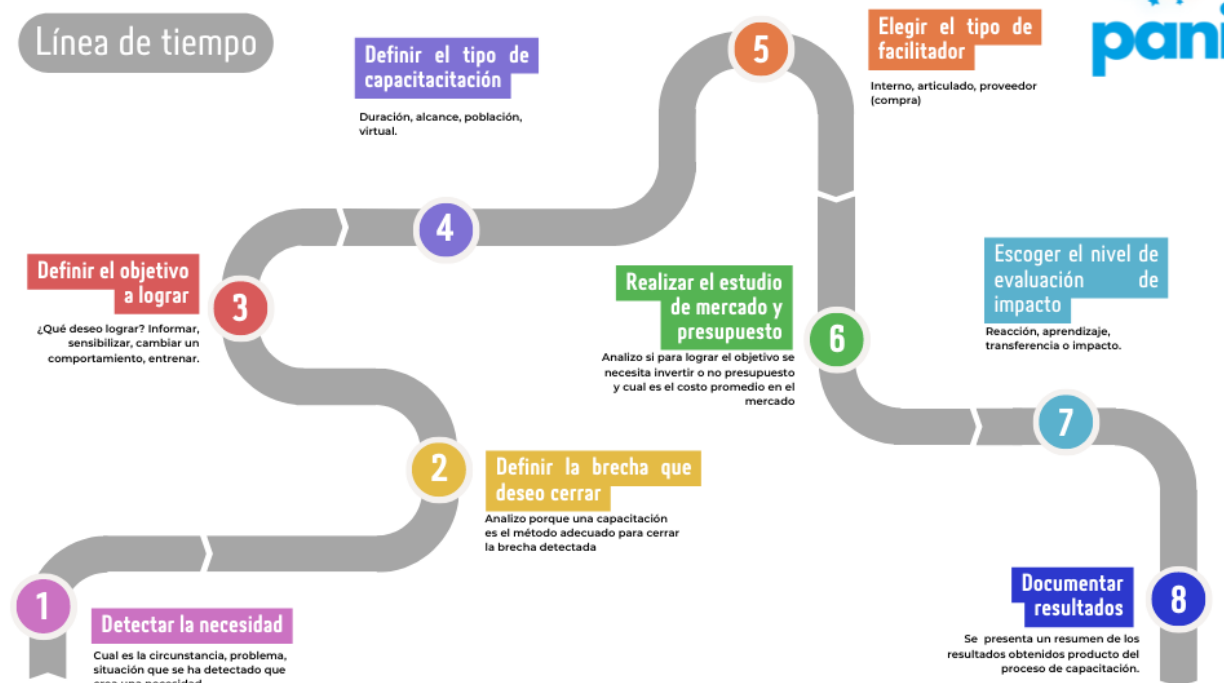 Línea de tiempo
pani
5
Elegir el tipo de
facilitador
Interno, articulado, proveedor
(compra)
Definir el tipo de
capacitacitación
Duración, alcance, población,
virtual.
4
Definir el objetivo
a lograr
¿Qué deseo lograr? Informar,
sensibilizar, cambiar un
comportamiento, entrenar.
3
Realizar el estudio
de mercado y
presupuesto
Analizo si para lograr el objetivo se
necesita invertir o no presupuesto
y cual es el costo promedio en el
mercado
6
Escoger el nivel de
evaluación de
impacto
Reacción, aprendizaje,
transferencia o impacto.
7
2
Definir la brecha que
deseo cerrar
Analizo porque una capacitación
es el método adecuado para cerrar
la brecha detectada
1
Detectar la necesidad
Cual es la circunstancia, problema,
situación que se ha detectado que
crea una necesidad
Documentar
resultados
8
Se presenta un resumen de los
resultados obtenidos producto del
proceso de capacitación.